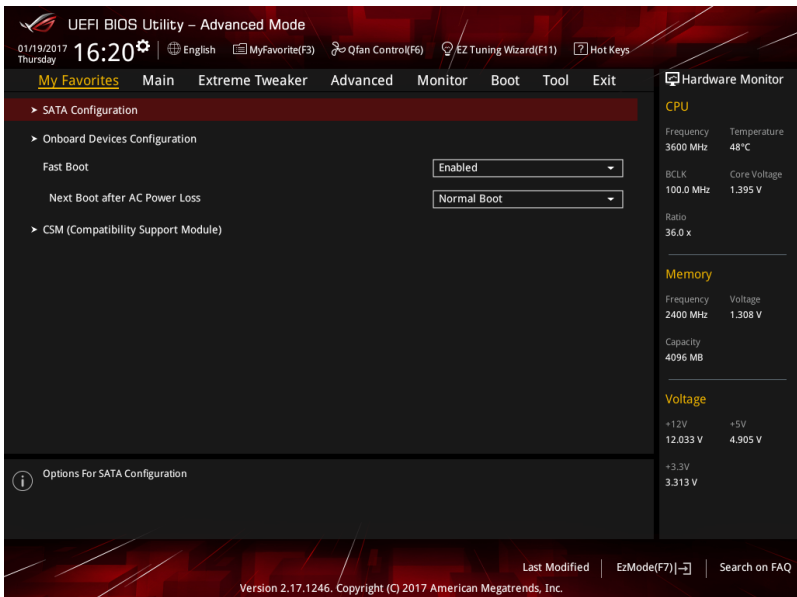 UEFI BIOS Utility – Advanced Mode
01/19/2017 Thursday 16:20 English MyFavorite(F3) Qfan Control(F6) EZ Tuning Wizard(F11) ? Hot Keys
My Favorites Main Extreme Tweaker Advanced Monitor Boot Tool Exit
> SATA Configuration
> Onboard Devices Configuration
Fast Boot Enabled
Next Boot after AC Power Loss Normal Boot
> CSM (Compatibility Support Module)
i Options For SATA Configuration
Hardware Monitor
CPU
Frequency Temperature
3600 MHz 48°C
BCLK Core Voltage
100.0 MHz 1.395 V
Ratio
36.0 x
Memory
Frequency Voltage
2400 MHz 1.308 V
Capacity
4096 MB
Voltage
+12V +5V
12.033 V 4.905 V
+3.3V
3.313 V
Last Modified EzMode(F7) Search on FAQ
Version 2.17.1246. Copyright (C) 2017 American Megatrends, Inc.